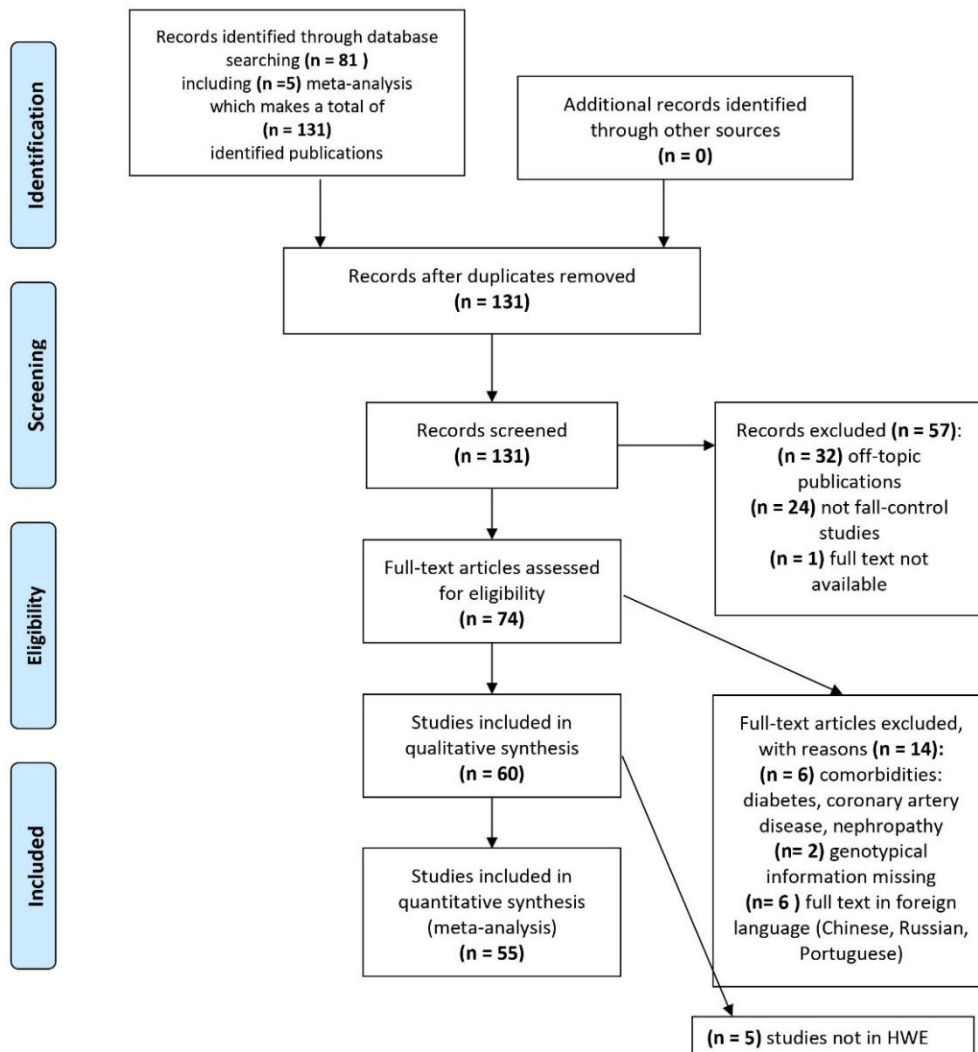 Identification
Records identified through database
searching (n = 81 )
including (n =5) meta-analysis
which makes a total of
(n = 131)
identified publications
Additional records identified
through other sources
(n = 0)
Records after duplicates removed
(n = 131)
Screening
Records screened
(n = 131)
Records excluded (n = 57):
(n = 32) off-topic
publications
(n = 24) not fall-control
studies
(n = 1) full text not
available
Eligibility
Full-text articles assessed
for eligibility
(n = 74)
Full-text articles excluded,
with reasons (n = 14):
(n = 6) comorbidities:
diabetes, coronary artery
disease, nephropathy
(n= 2) genotypical
information missing
(n= 6 ) full text in foreign
language (Chinese, Russian,
Portuguese)
Studies included in
qualitative synthesis
(n = 60)
Included
Studies included in
quantitative synthesis
(meta-analysis)
(n = 55)
(n = 5) studies not in HWE